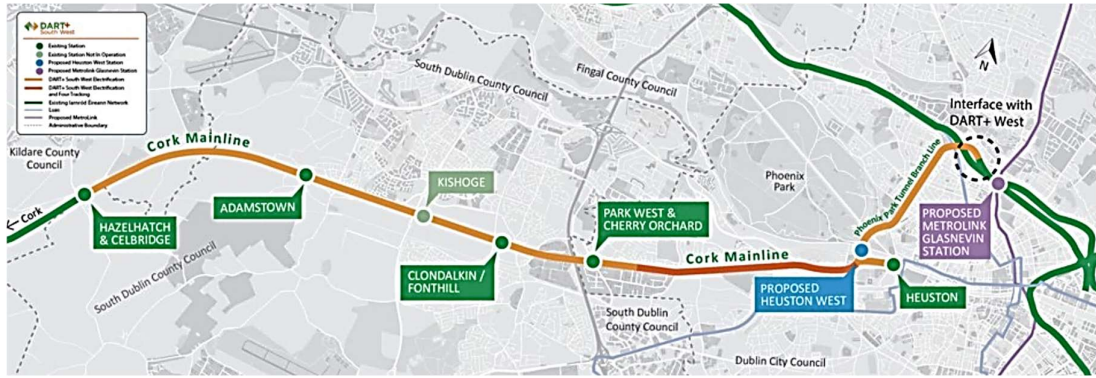 DART+
South West
Existing Station
Existing Station Not In Operation
Proposed Heuston West Station
Proposed Metrolink Glasnevin Station
DART+ South West Electrification
DART+ South West Electrification
and Four Tracking
Existing Iarnród Éireann Network
Luas
Proposed MetroLink
Administrative Boundary
South Dublin County Council
Fingal County Council
N
Interface with
DART+ West
Kildare County
Council
Cork Mainline
Phoenix
Park
Phoenix Park Tunnel Branch Line
KISHOGE
← Cork
HAZELHATCH
& CELBRIDGE
ADAMSTOWN
PARK WEST &
CHERRY ORCHARD
PROPOSED
METROLINK
GLASNEVIN
STATION
South Dublin County Council
CLONDALKIN /
FONTHILL
Cork Mainline
PROPOSED
HEUSTON WEST
HEUSTON
South Dublin
County Council
Dublin City Council